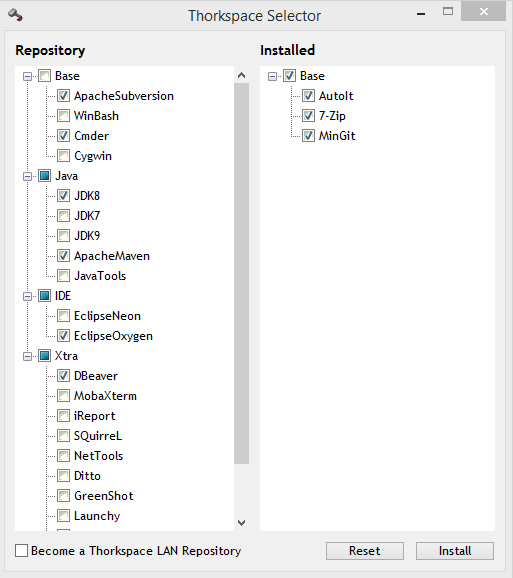 Thorkspace Selector
Repository
Base
ApacheSubversion
WinBash
Cmder
Cygwin
Java
JDK8
JDK7
JDK9
ApacheMaven
JavaTools
IDE
EclipseNeon
EclipseOxygen
Xtra
DBeaver
MobaXterm
iReport
SQuirreL
NetTools
Ditto
GreenShot
Launchy
Installed
Base
AutoIt
7-Zip
MinGit
Become a Thorkspace LAN Repository
Reset
Install